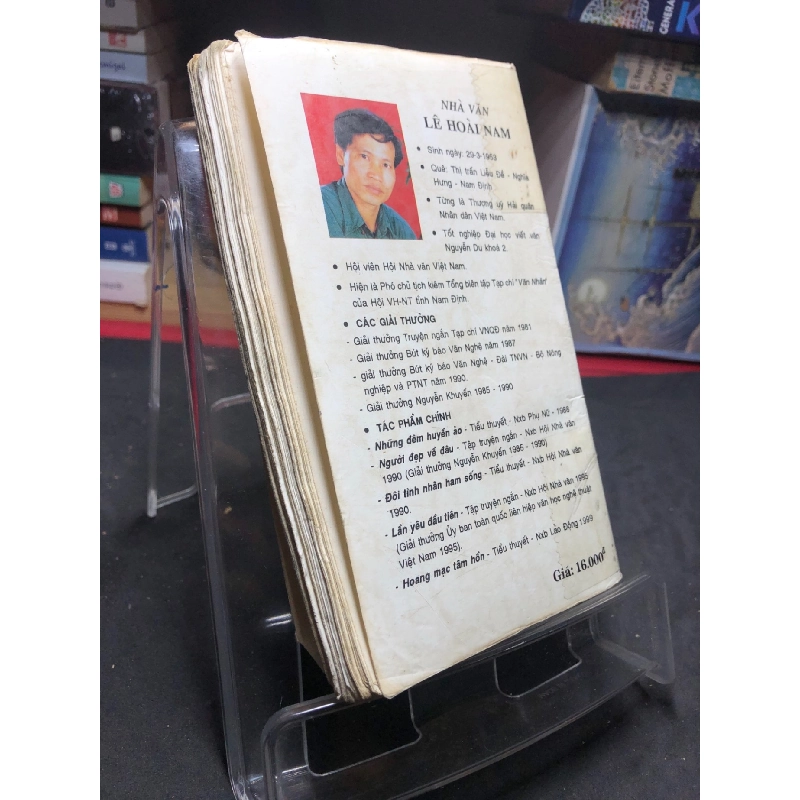 NHÀ VĂN
LÊ HOÀI NAM
• Sinh ngày: 20-3-1953
• Quê: Thị trấn Liễu Đề - Nghĩa
Hưng - Nam Định
• Từng là Thượng uý Hải quân
Nhân dân Việt Nam.
• Tốt nghiệp Đại học viết văn
Nguyễn Du khoá 2.
• Hội viên Hội Nhà văn Việt Nam.
• Hiện là Phó chủ tịch kiêm Tổng biên tập Tạp chí "Văn Nhân"
của Hội VH-NT tỉnh Nam Định.
• CÁC GIẢI THƯỞNG
- Giải thưởng Truyện ngắn Tạp chí VNQĐ năm 1981
- Giải thưởng Bút ký báo Văn Nghệ năm 1987
- giải thưởng Bút ký báo Văn Nghệ - Đài TNVN - Bộ Nông
nghiệp và PTNT năm 1990.
- Giải thưởng Nguyễn Khuyến 1985 - 1990
• TÁC PHẨM CHÍNH
- Những đêm huyền ảo - Tiểu thuyết - Nxb Phụ Nữ - 1988
- Người đẹp về đâu - Tập truyện ngắn - Nxb Hội Nhà văn
1990 (Giải thưởng Nguyễn Khuyến 1985 - 1990)
- Đôi tình nhân ham sống - Tiểu thuyết - Nxb Hội Nhà văn
1990.
- Lần yêu đầu tiên - Tập truyện ngắn - Nxb Hội Nhà văn 1995
(Giải thưởng Ủy ban toàn quốc liên hiệp văn học nghệ thuật
Việt Nam 1995).
- Hoang mạc tâm hồn - Tiểu thuyết - Nxb Lao Động 1999
Giá: 16.000đ
GENERA